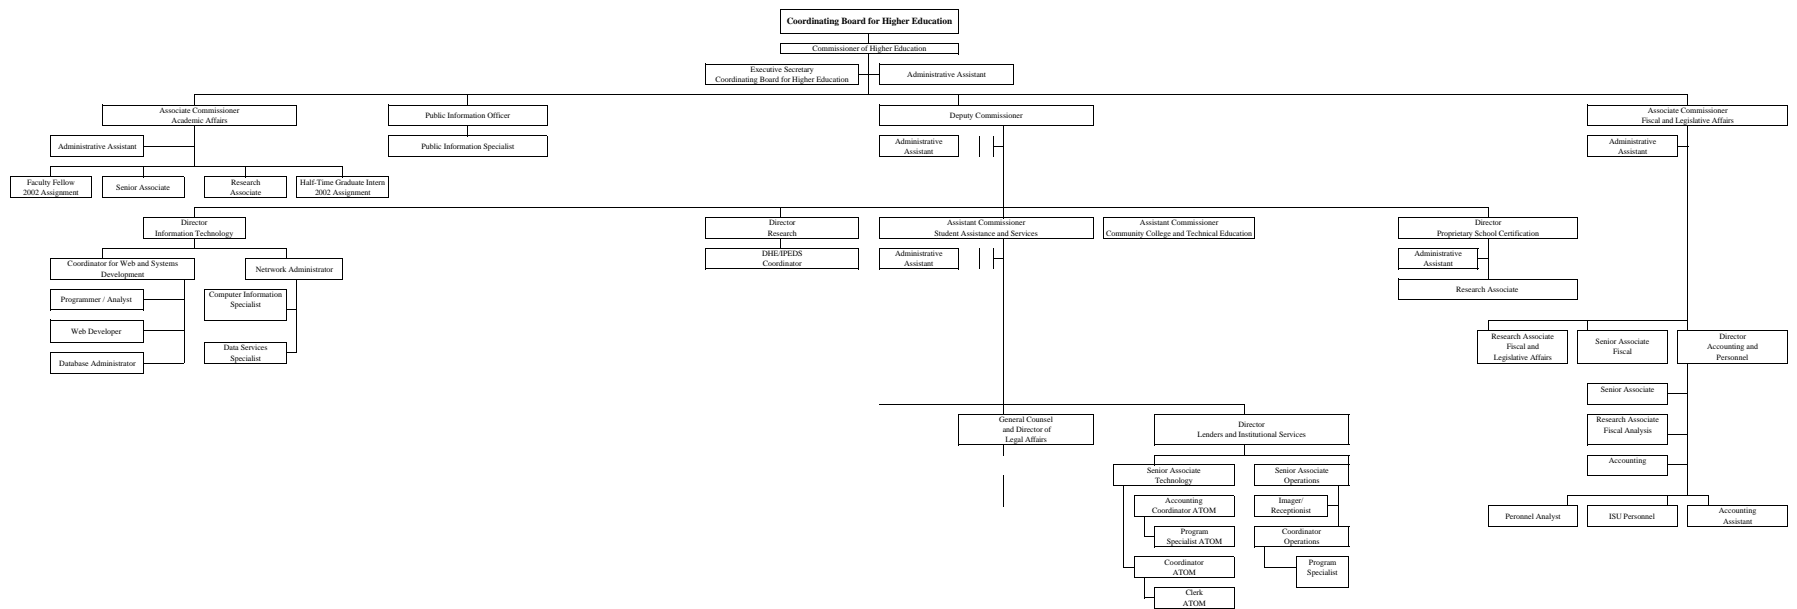 Coordinating Board for Higher Education
Commissioner of Higher Education
Executive Secretary
Coordinating Board for Higher Education
Administrative Assistant
Associate Commissioner
Academic Affairs
Public Information Officer
Deputy Commissioner
Associate Commissioner
Fiscal and Legislative Affairs
Administrative Assistant
Public Information Specialist
Administrative
Assistant
Administrative
Assistant
Faculty Fellow
2002 Assignment
Senior Associate
Research
Associate
Half-Time Graduate Intern
2002 Assignment
Director
Information Technology
Director
Research
Assistant Commissioner
Student Assistance and Services
Assistant Commissioner
Community College and Technical Education
Director
Proprietary School Certification
Coordinator for Web and Systems
Development
Netrwork Administrator
DHE/IPEDS
Coordinator
Administrative
Assistant
Administrative
Assistant
Programmer / Analyst
Computer Information
Specialist
Research Associate
Web Developer
Data Services
Specialist
Database Administrator
Research Associate
Fiscal and
Legislative Affairs
Senior Associate
Fiscal
Director
Accounting and
Personnel
Senior Associate
General Counsel
and Director of
Legal Affairs
Director
Lenders and Institutional Services
Research Associate
Fiscal Analysis
Accounting
Senior Associate
Technology
Senior Associate
Operations
Accounting
Coordinator ATOM
Imager/
Receptionist
Peronnel Analyst
ISU Personnel
Accounting
Assistant
Program
Specialist ATOM
Coordinator
Operations
Coordinator
ATOM
Program
Specialist
Clerk
ATOM